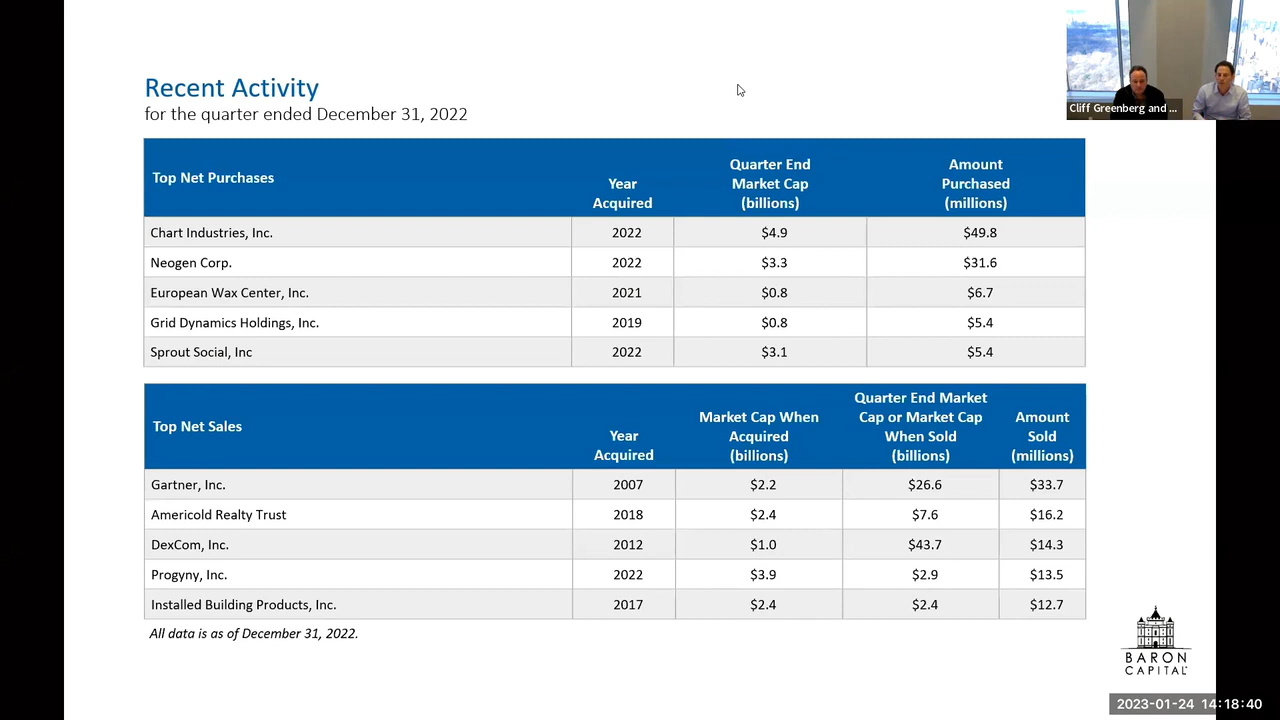 Recent Activity
for the quarter ended December 31, 2022
Cliff Greenberg and ...
Top Net Purchases
Year
Acquired
Quarter End
Market Cap
(billions)
Amount
Purchased
(millions)
Chart Industries, Inc. 2022 $4.9 $49.8
Neogen Corp. 2022 $3.3 $31.6
European Wax Center, Inc. 2021 $0.8 $6.7
Grid Dynamics Holdings, Inc. 2019 $0.8 $5.4
Sprout Social, Inc 2022 $3.1 $5.4
Top Net Sales
Year
Acquired
Market Cap When
Acquired
(billions)
Quarter End Market
Cap or Market Cap
When Sold
(billions)
Amount
Sold
(millions)
Gartner, Inc. 2007 $2.2 $26.6 $33.7
Americold Realty Trust 2018 $2.4 $7.6 $16.2
DexCom, Inc. 2012 $1.0 $43.7 $14.3
Progyny, Inc. 2022 $3.9 $2.9 $13.5
Installed Building Products, Inc. 2017 $2.4 $2.4 $12.7
All data is as of December 31, 2022.
BARON
CAPITAL
2023-01-24 14:18:40